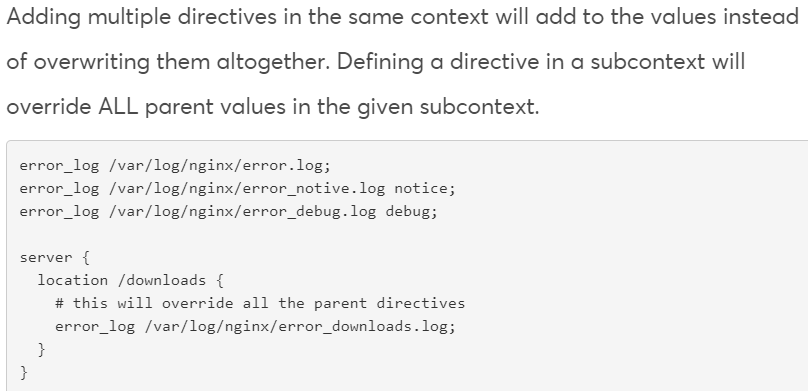 Adding multiple directives in the same context will add to the values instead
of overwriting them altogether. Defining a directive in a subcontext will
override ALL parent values in the given subcontext.
error_log /var/log/nginx/error.log;
error_log /var/log/nginx/error_notive.log notice;
error_log /var/log/nginx/error_debug.log debug;
server {
  location /downloads {
    # this will override all the parent directives
    error_log /var/log/nginx/error_downloads.log;
  }
}